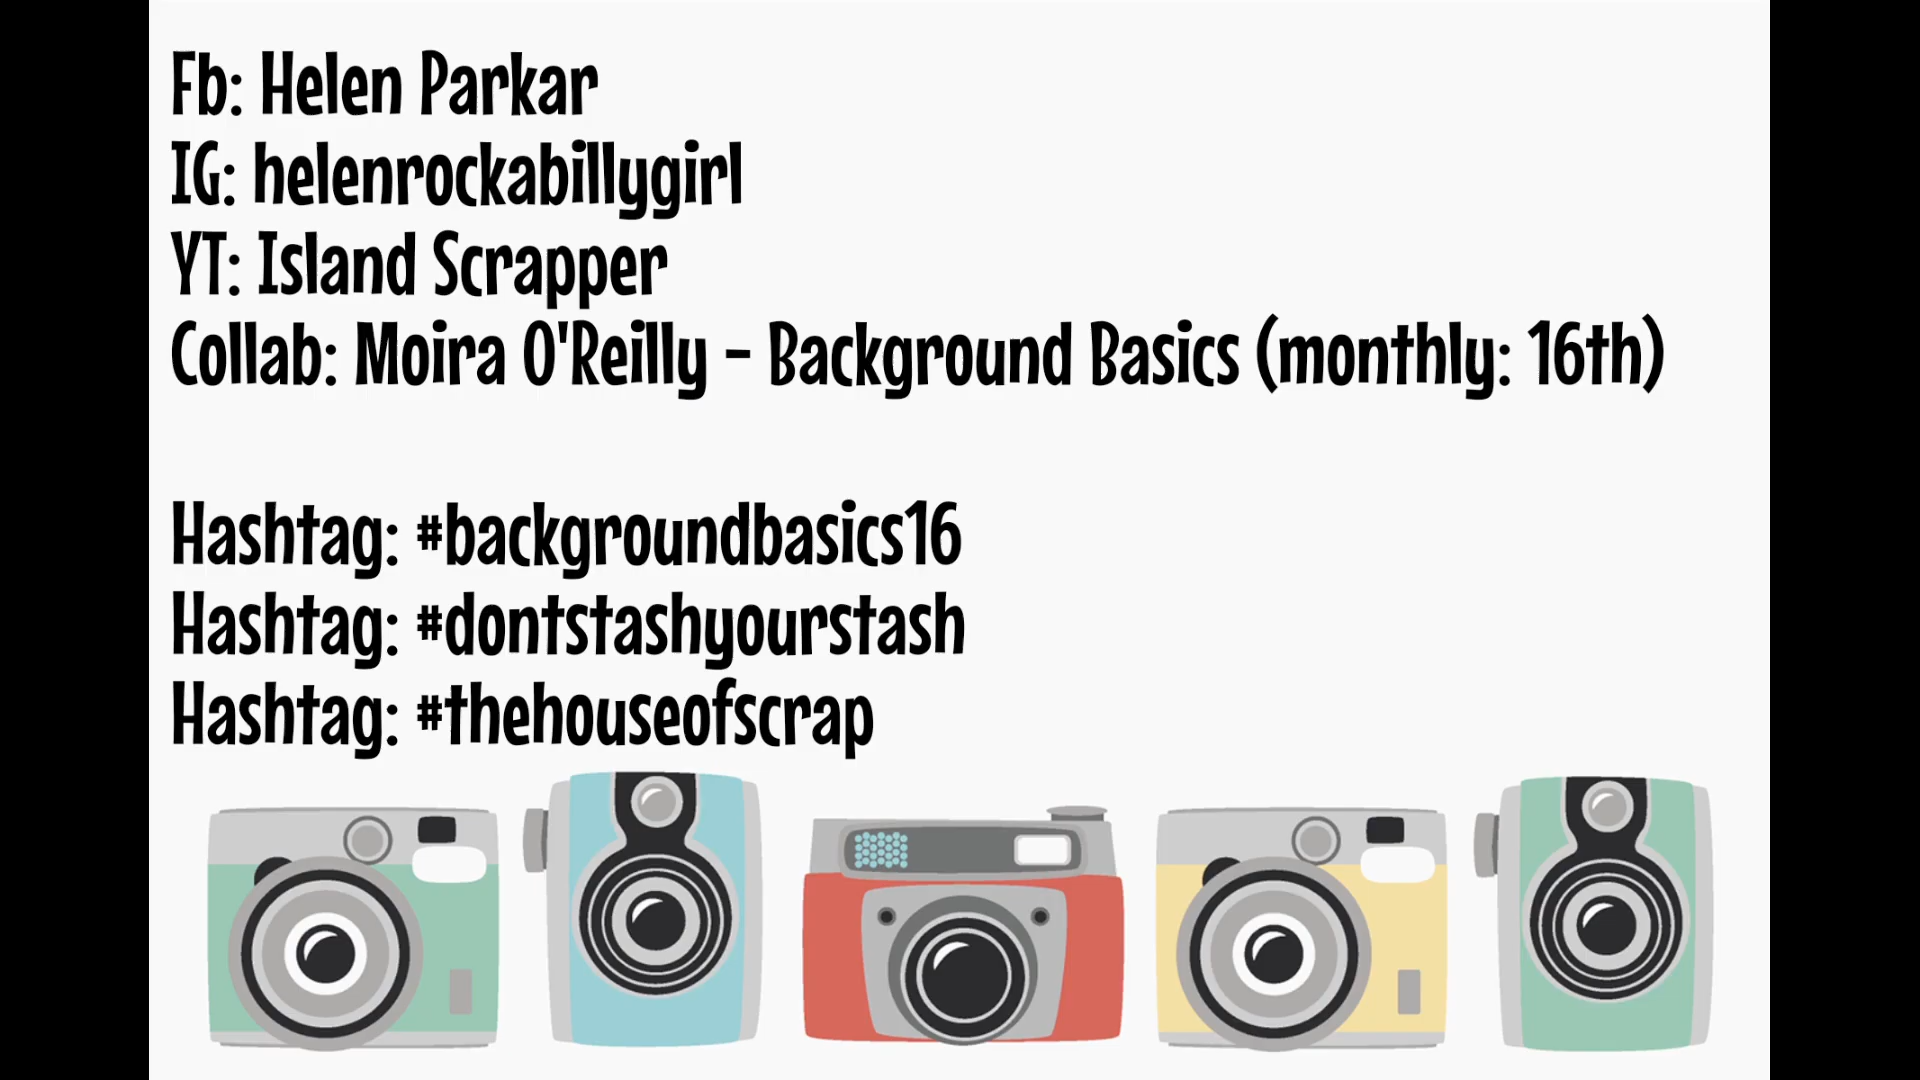 Fb: Helen Parkar
IG: helenrockabillygirl
YT: Island Scrapper
Collab: Moira O'Reilly - Background Basics (monthly: 16th)
Hashtag: #backgroundbasics16
Hashtag: #dontstashyourstash
Hashtag: #thehouseofscrap